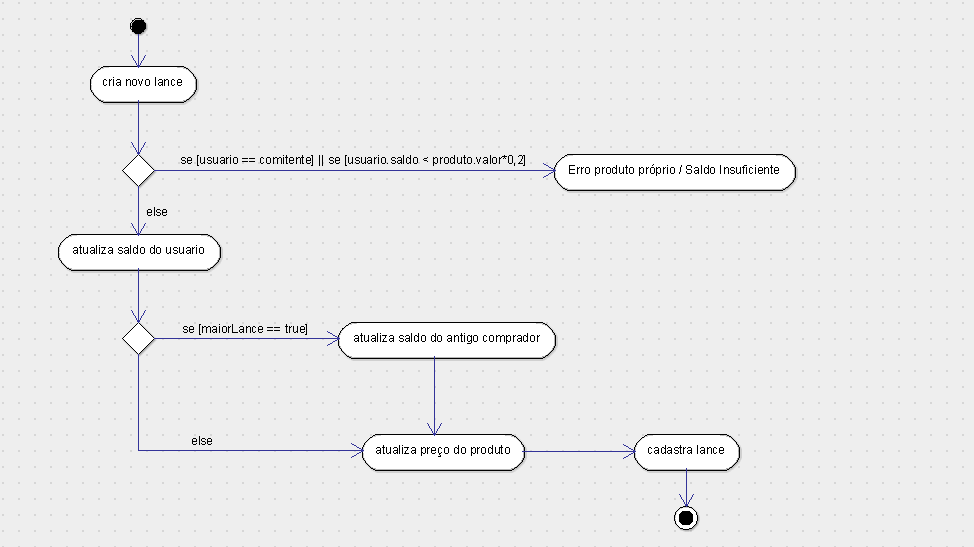 cria novo lance
se [usuario == comitente] || se [usuario.saldo < produto.valor*0,2]
Erro produto próprio / Saldo Insuficiente
else
atualiza saldo do usuario
se [maiorLance == true]
atualiza saldo do antigo comprador
else
atualiza preço do produto
cadastra lance